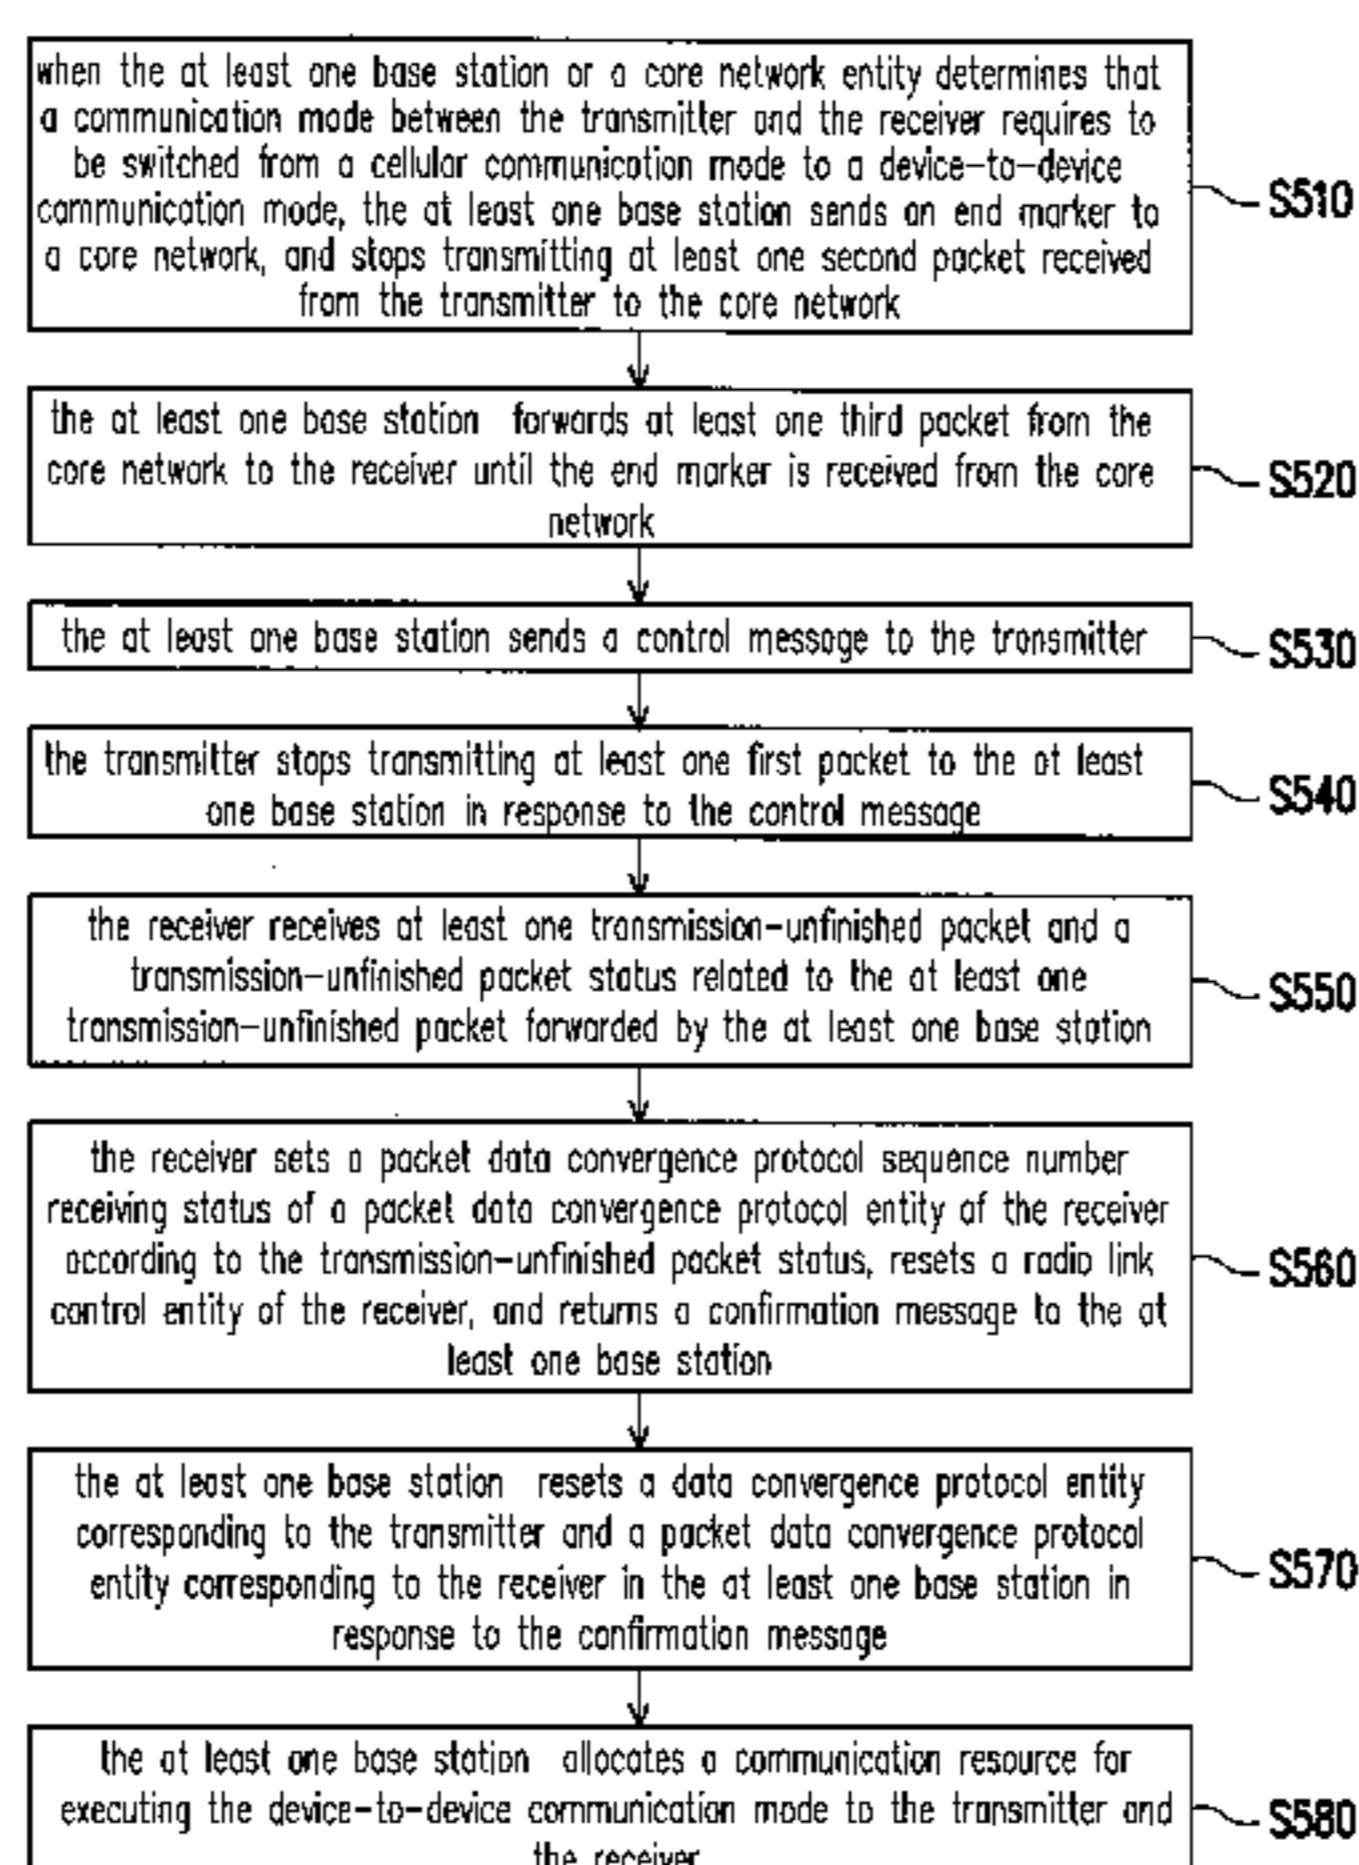 when the at least one base station or a core network entity determines that
a communication mode between the transmitter and the receiver requires to
be switched from a cellular communication mode to a device-to-device
communication mode, the at least one base station sends an end marker to
a core network, and stops transmitting at least one second packet received
from the transmitter to the core network
S510
the at least one base station forwards at least one third packet from the
core network to the receiver until the end marker is received from the core
network
S520
the at least one base station sends a control message to the transmitter
S530
the transmitter stops transmitting at least one first packet to the at least
one base station in response to the control message
S540
the receiver receives at least one transmission-unfinished packet and a
transmission-unfinished packet status related to the at least one
transmission-unfinished packet forwarded by the at least one base station
S550
the receiver sets a packet data convergence protocol sequence number
receiving status of a packet data convergence protocol entity of the receiver
according to the transmission-unfinished packet status, resets a radio link
control entity of the receiver, and returns a confirmation message to the at
least one base station
S560
the at least one base station resets a data convergence protocol entity
corresponding to the transmitter and a packet data convergence protocol
entity corresponding to the receiver in the at least one base station in
response to the confirmation message
S570
the at least one base station allocates a communication resource for
executing the device-to-device communication mode to the transmitter and
the receiver
S580